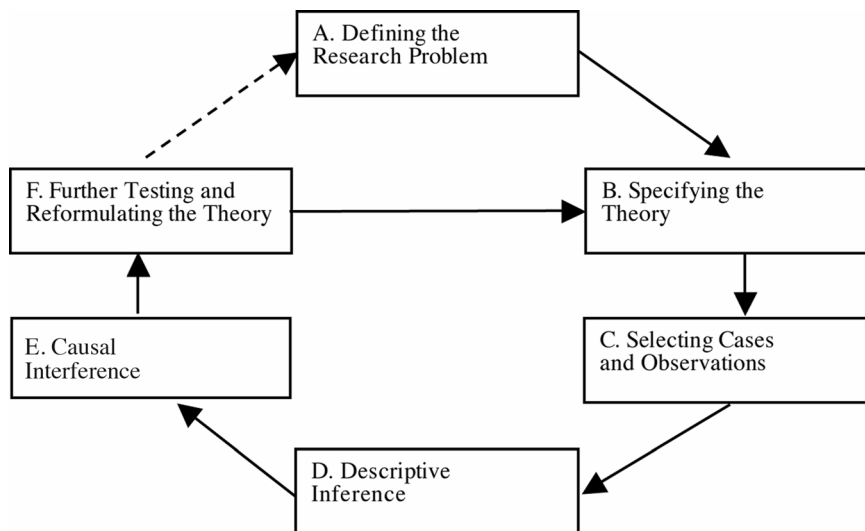 A. Defining the
Research Problem
F. Further Testing and
Reformulating the Theory
B. Specifying the
Theory
E. Causal
Interference
C. Selecting Cases
and Observations
D. Descriptive
Inference